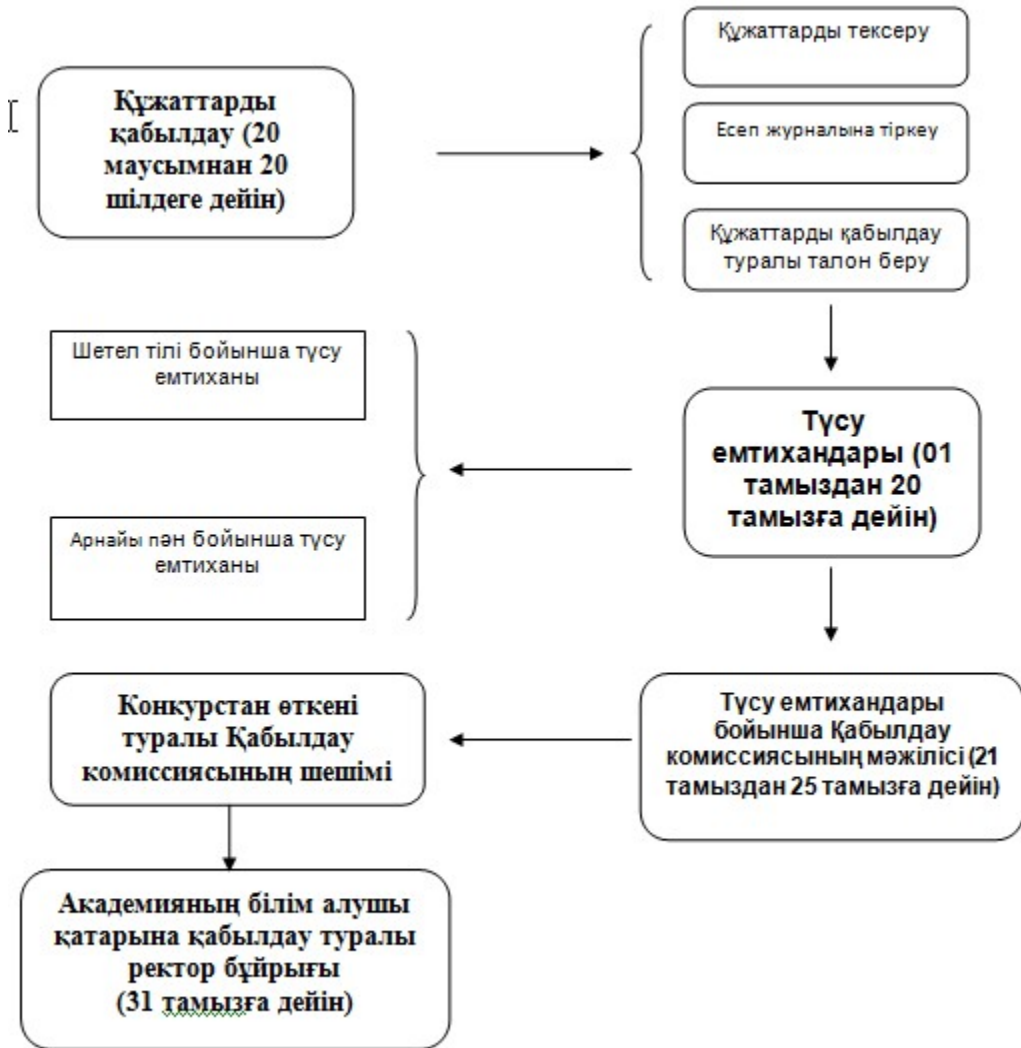 Құжаттарды
қабылдау (20
маусымнан 20
шілдеге дейін)
Құжаттарды тексеру
Есеп журналына тіркеу
Құжаттарды қабылдау
туралы талон беру
Түсу
емтихандары (01
тамыздан 20
тамызға дейін)
Шетел тілі бойынша түсу
емтиханы
Арнайы пән бойынша түсу
емтиханы
Түсу емтихандары
бойынша Қабылдау
комиссиясының мәжілісі (21
тамыздан 25 тамызға дейін)
Конкурстан өткені
туралы Қабылдау
комиссиясының шешімі
Академияның білім алушы
қатарына қабылдау туралы
ректор бұйрығы
(31 тамызға дейін)